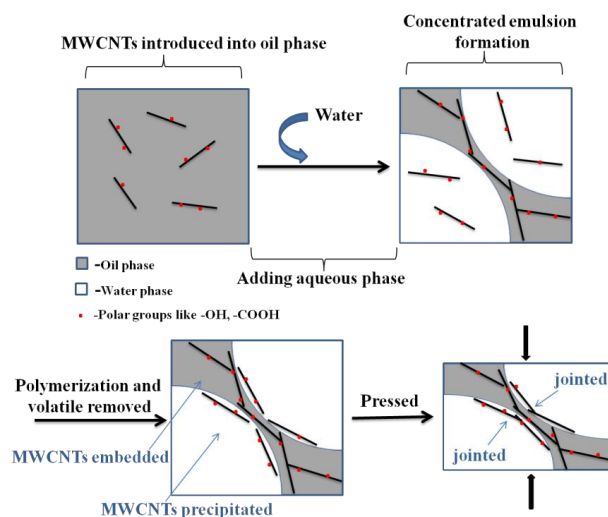 MWCNTs introduced into oil phase
Concentrated emulsion
formation
Water
Adding aqueous phase
-Oil phase
-Water phase
-Polar groups like -OH, -COOH
Polymerization and
volatile removed
MWCNTs embedded
MWCNTs precipitated
Pressed
jointed
jointed